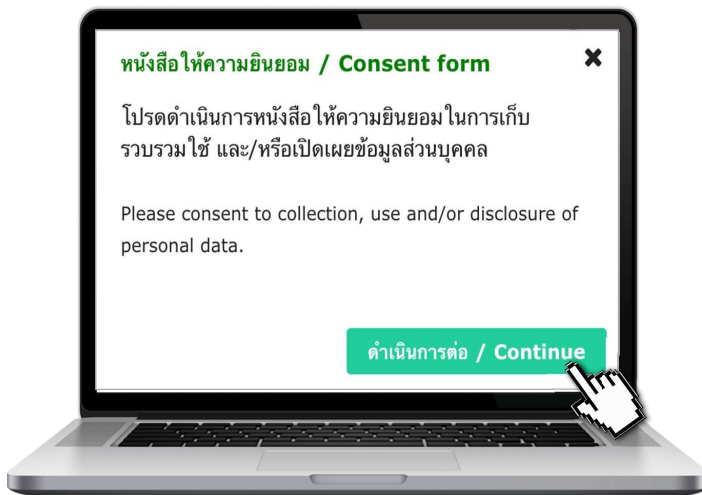 หนังสือให้ความยินยอม / Consent form
โปรดดำเนินการหนังสือให้ความยินยอมในการเก็บ
รวบรวมใช้ และ/หรือเปิดเผยข้อมูลส่วนบุคคล
Please consent to collection, use and/or disclosure of
personal data.
ดำเนินการต่อ / Continue